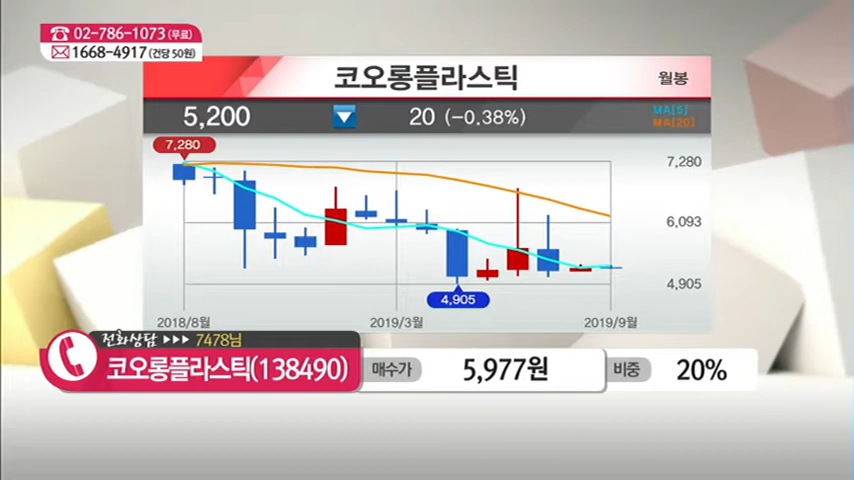 02-786-1073 (무료)
1668-4917 (건당 50원)
코오롱플라스틱
월봉
5,200
20 (-0.38%)
MA[5]
MA[20]
7,280
7,280
6,093
4,905
4,905
2018/8월
2019/3월
2019/9월
전화상담 ▶▶▶ 7478님
코오롱플라스틱(138490)
매수가
5,977원
비중
20%